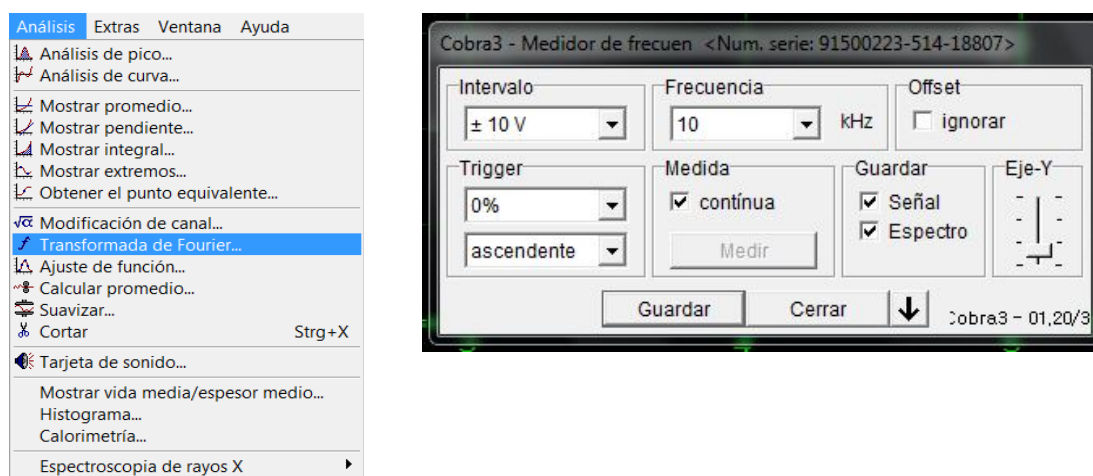 Análisis Extras Ventana Ayuda
Análisis de pico...
Análisis de curva...
Mostrar promedio...
Mostrar pendiente...
Mostrar integral...
Mostrar extremos...
Obtener el punto equivalente...
Modificación de canal...
Transformada de Fourier...
Ajuste de función...
Calcular promedio...
Suavizar...
Cortar Strg+X
Tarjeta de sonido...
Mostrar vida media/espesor medio...
Histograma...
Calorimetría...
Espectroscopia de rayos X
Cobra3 - Medidor de frecuen <Num. serie: 91500223-514-18807>
Intervalo Frecuencia Offset
± 10 V 10 kHz ignorar
Trigger Medida Guardar Eje-Y
0% contínua Señal
Espectro
ascendente Medir
Guardar Cerrar Cobra3 - 01,20/3